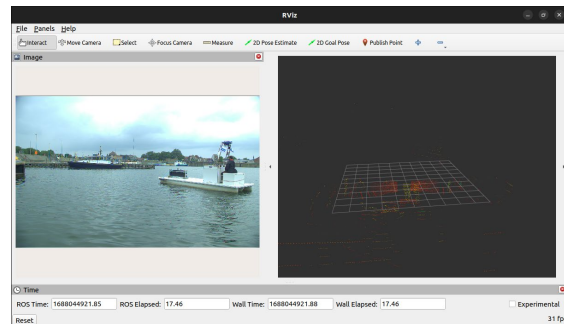 RViz
File Panels Help
Interact Move Camera Select Focus Camera Measure 2D Pose Estimate 2D Goal Pose Publish Point
Image
Time
ROS Time: 1688044921.85 ROS Elapsed: 17.46 Wall Time: 1688044921.88 Wall Elapsed: 17.46 Experimental
Reset 31 fp